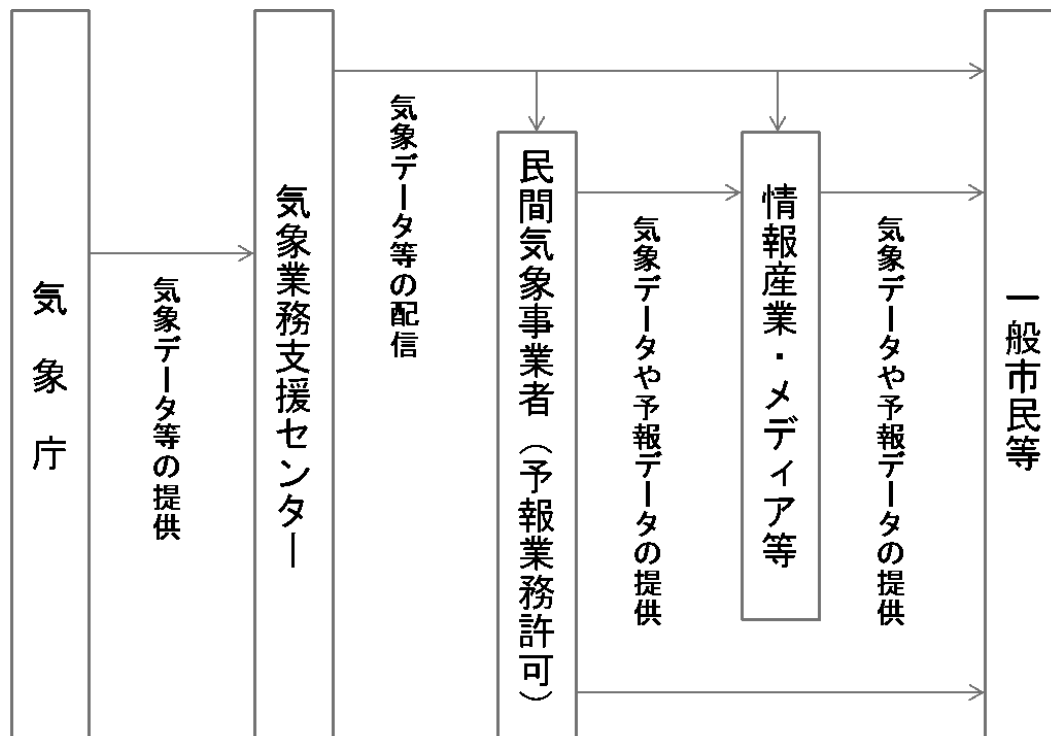 気象庁
気象データ等の提供
気象業務支援センター
気象データ等の配信
民間気象事業者（予報業務許可）
気象データや予報データの提供
情報産業・メディア等
気象データや予報データの提供
一般市民等